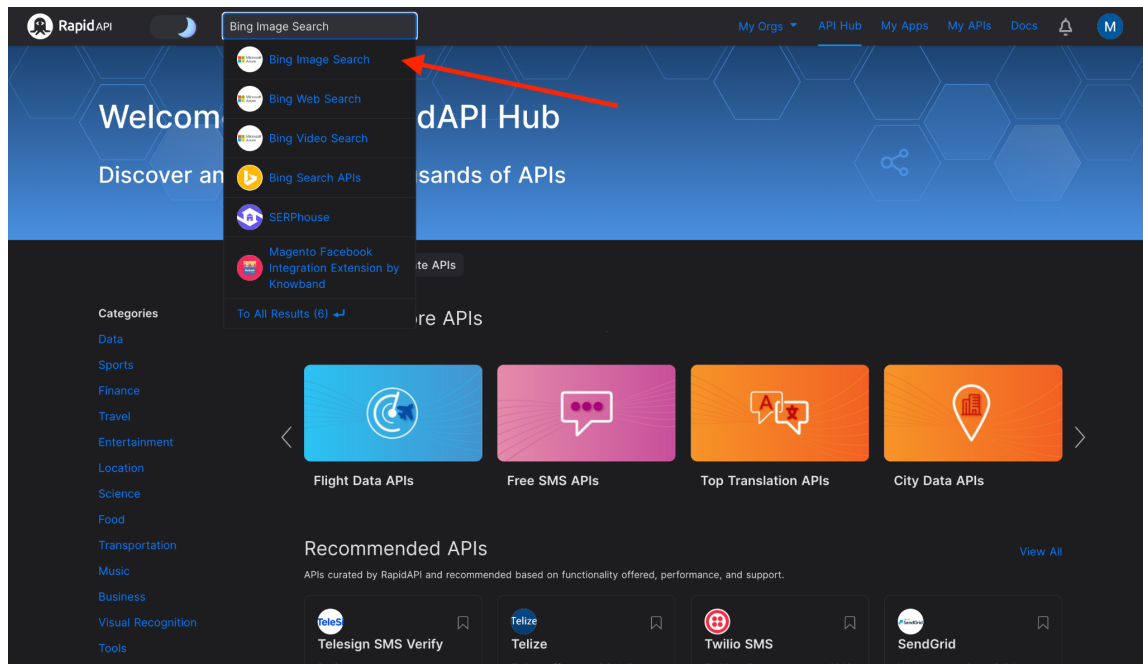 Rapid API
Bing Image Search
My Orgs
API Hub
My Apps
My APIs
Docs
M
Bing Image Search
Bing Web Search
Bing Video Search
Bing Search APIs
SERPhouse
Magento Facebook
Integration Extension by
Knowband
To All Results (6)
Welcom dAPI Hub
Discover an sands of APIs
te APIs
Categories
Data
Sports
Finance
Travel
Entertainment
Location
Science
Food
Transportation
Music
Business
Visual Recognition
Tools
re APIs
Flight Data APIs
Free SMS APIs
Top Translation APIs
City Data APIs
Recommended APIs
View All
APIs curated by RapidAPI and recommended based on functionality offered, performance, and support.
TeleSi
Telesign SMS Verify
Telize
Telize
Twilio SMS
SendGrid
SendGrid